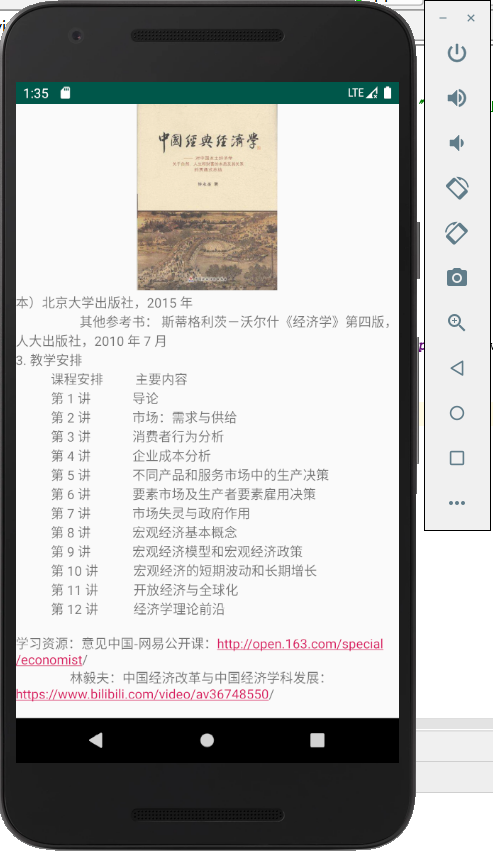 1:35
LTE
中國經典經濟學
本）北京大学出版社，2015 年
其他参考书： 斯蒂格利茨－沃尔什《经济学》第四版，
人大出版社，2010 年 7 月
3. 教学安排
课程安排 主要内容
第 1 讲 导论
第 2 讲 市场：需求与供给
第 3 讲 消费者行为分析
第 4 讲 企业成本分析
第 5 讲 不同产品和服务市场中的生产决策
第 6 讲 要素市场及生产者要素雇用决策
第 7 讲 市场失灵与政府作用
第 8 讲 宏观经济基本概念
第 9 讲 宏观经济模型和宏观经济政策
第 10 讲 宏观经济的短期波动和长期增长
第 11 讲 开放经济与全球化
第 12 讲 经济学理论前沿
学习资源：意见中国-网易公开课：http://open.163.com/special
/economist/
林毅夫：中国经济改革与中国经济学科发展：
https://www.bilibili.com/video/av36748550/